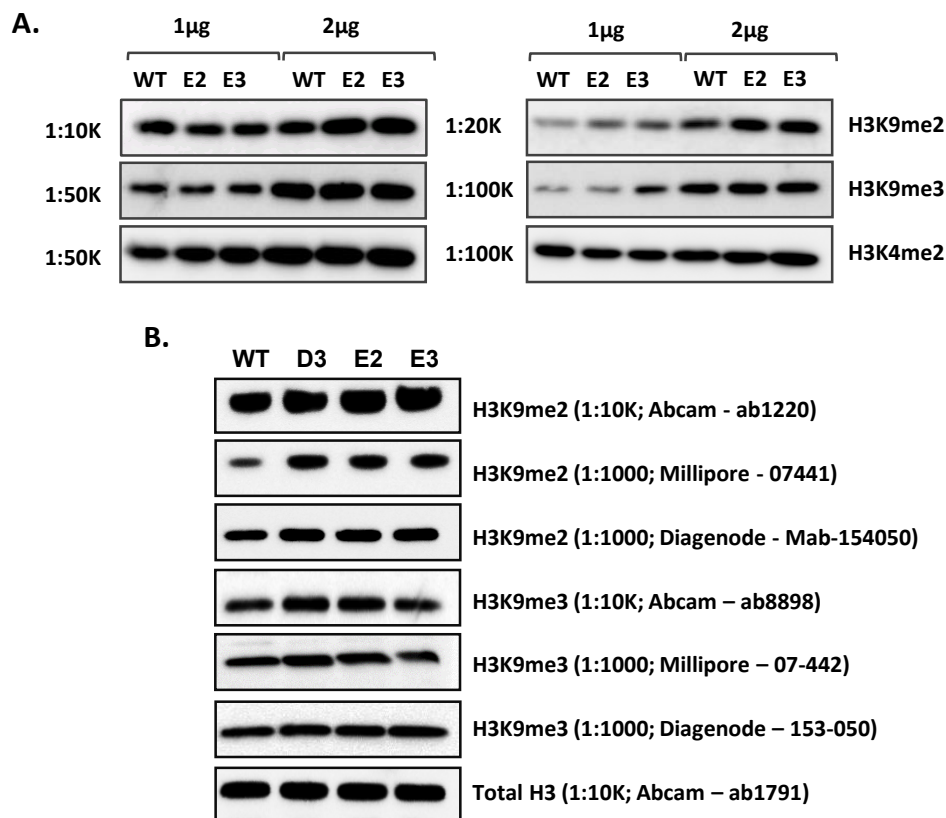 A.
1µg 2µg 1µg 2µg
WT E2 E3 WT E2 E3 WT E2 E3 WT E2 E3
1:10K 1:20K H3K9me2
1:50K 1:100K H3K9me3
1:50K 1:100K H3K4me2
B.
WT D3 E2 E3
H3K9me2 (1:10K; Abcam - ab1220)
H3K9me2 (1:1000; Millipore - 07441)
H3K9me2 (1:1000; Diagenode - Mab-154050)
H3K9me3 (1:10K; Abcam – ab8898)
H3K9me3 (1:1000; Millipore – 07-442)
H3K9me3 (1:1000; Diagenode – 153-050)
Total H3 (1:10K; Abcam – ab1791)